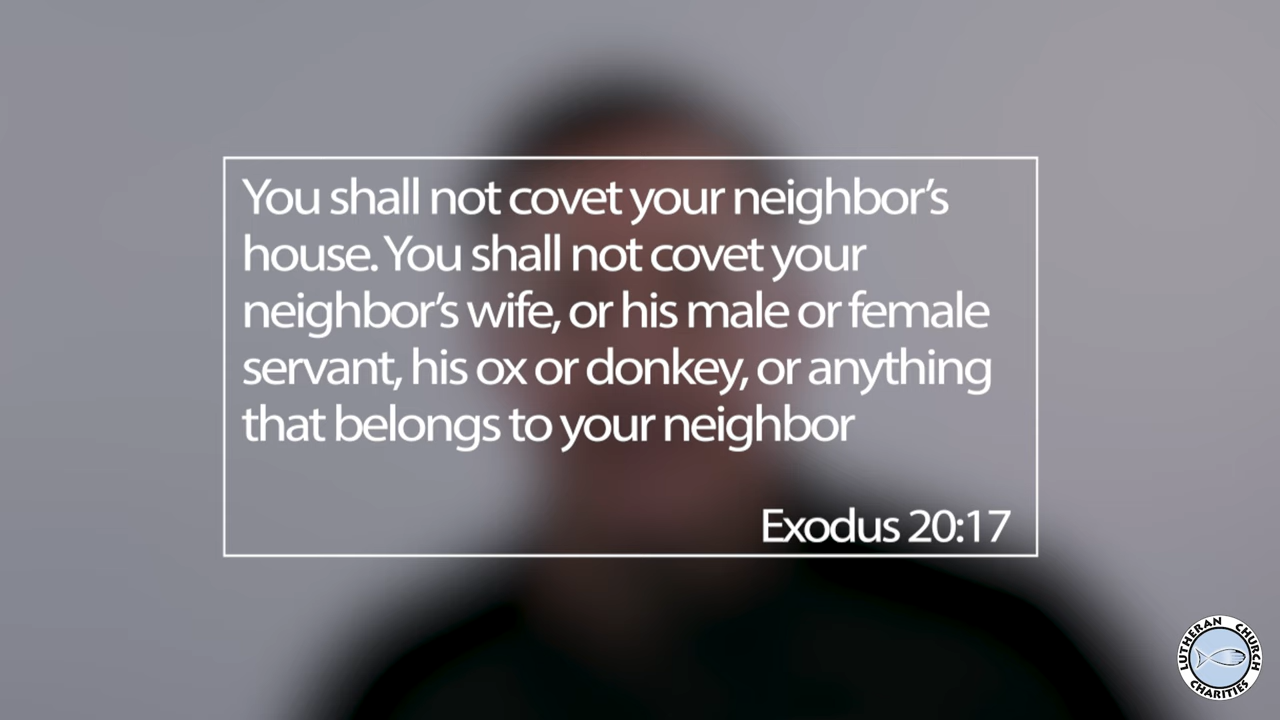 You shall not covet your neighbor's
house. You shall not covet your
neighbor's wife, or his male or female
servant, his ox or donkey, or anything
that belongs to your neighbor
Exodus 20:17
LUTHERAN CHURCH
CHARITIES